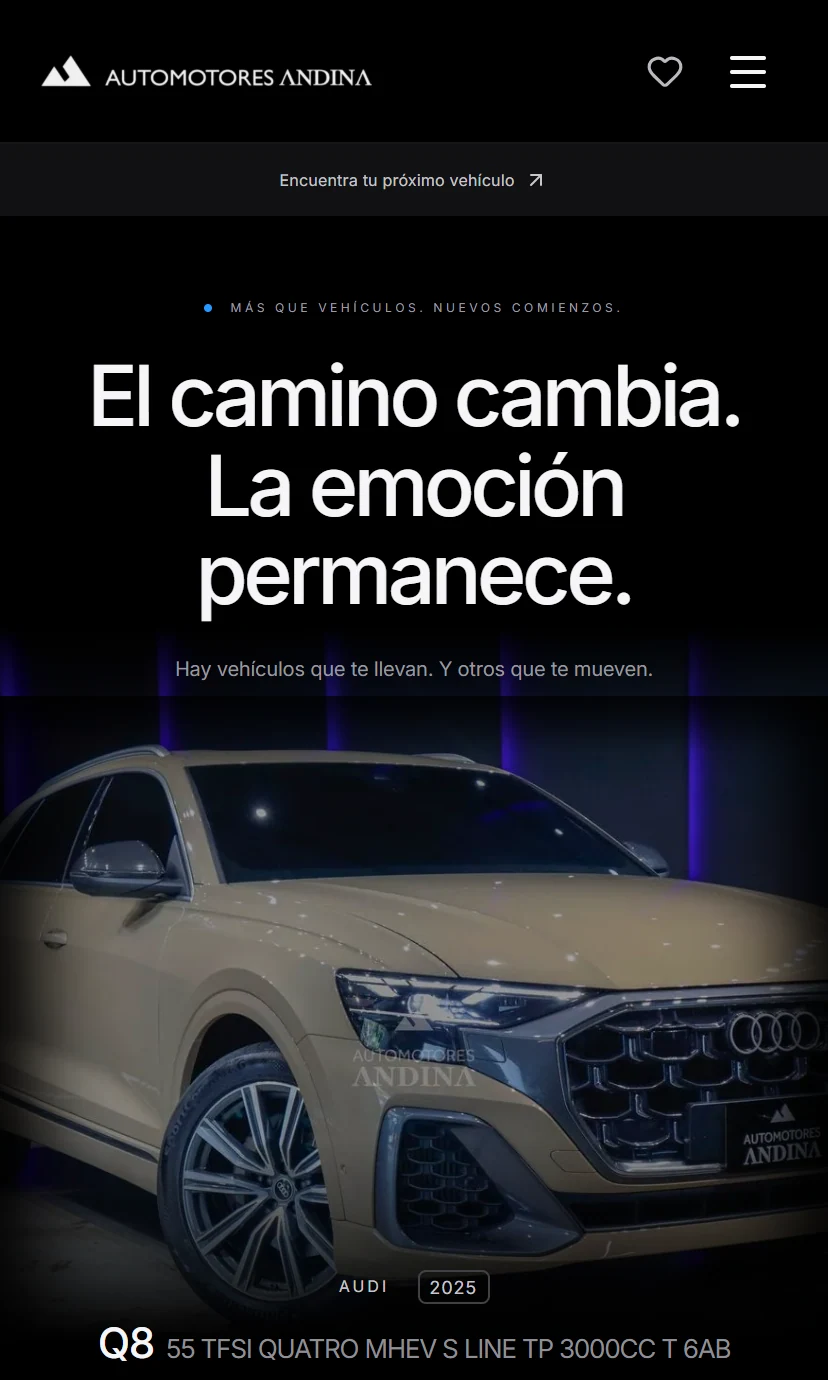 AUTOMOTORES ANDINA
Encuentra tu próximo vehículo
MÁS QUE VEHÍCULOS. NUEVOS COMIENZOS.
El camino cambia.
La emoción
permanece.
Hay vehículos que te llevan. Y otros que te mueven.
AUTOMOTORES
ANDINA
AUTOMOTORES
ANDINA
AUDI 2025
Q8 55 TFSI QUATRO MHEV S LINE TP 3000CC T 6AB